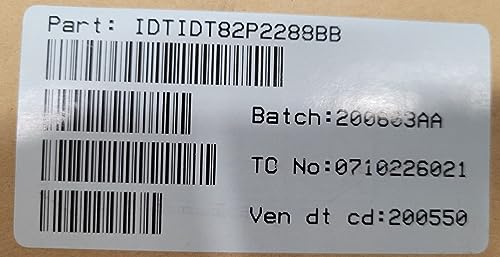 Part: IDTIDT82P2288BB
Batch:200603AA
TC No:0710226021
Ven dt cd:200550